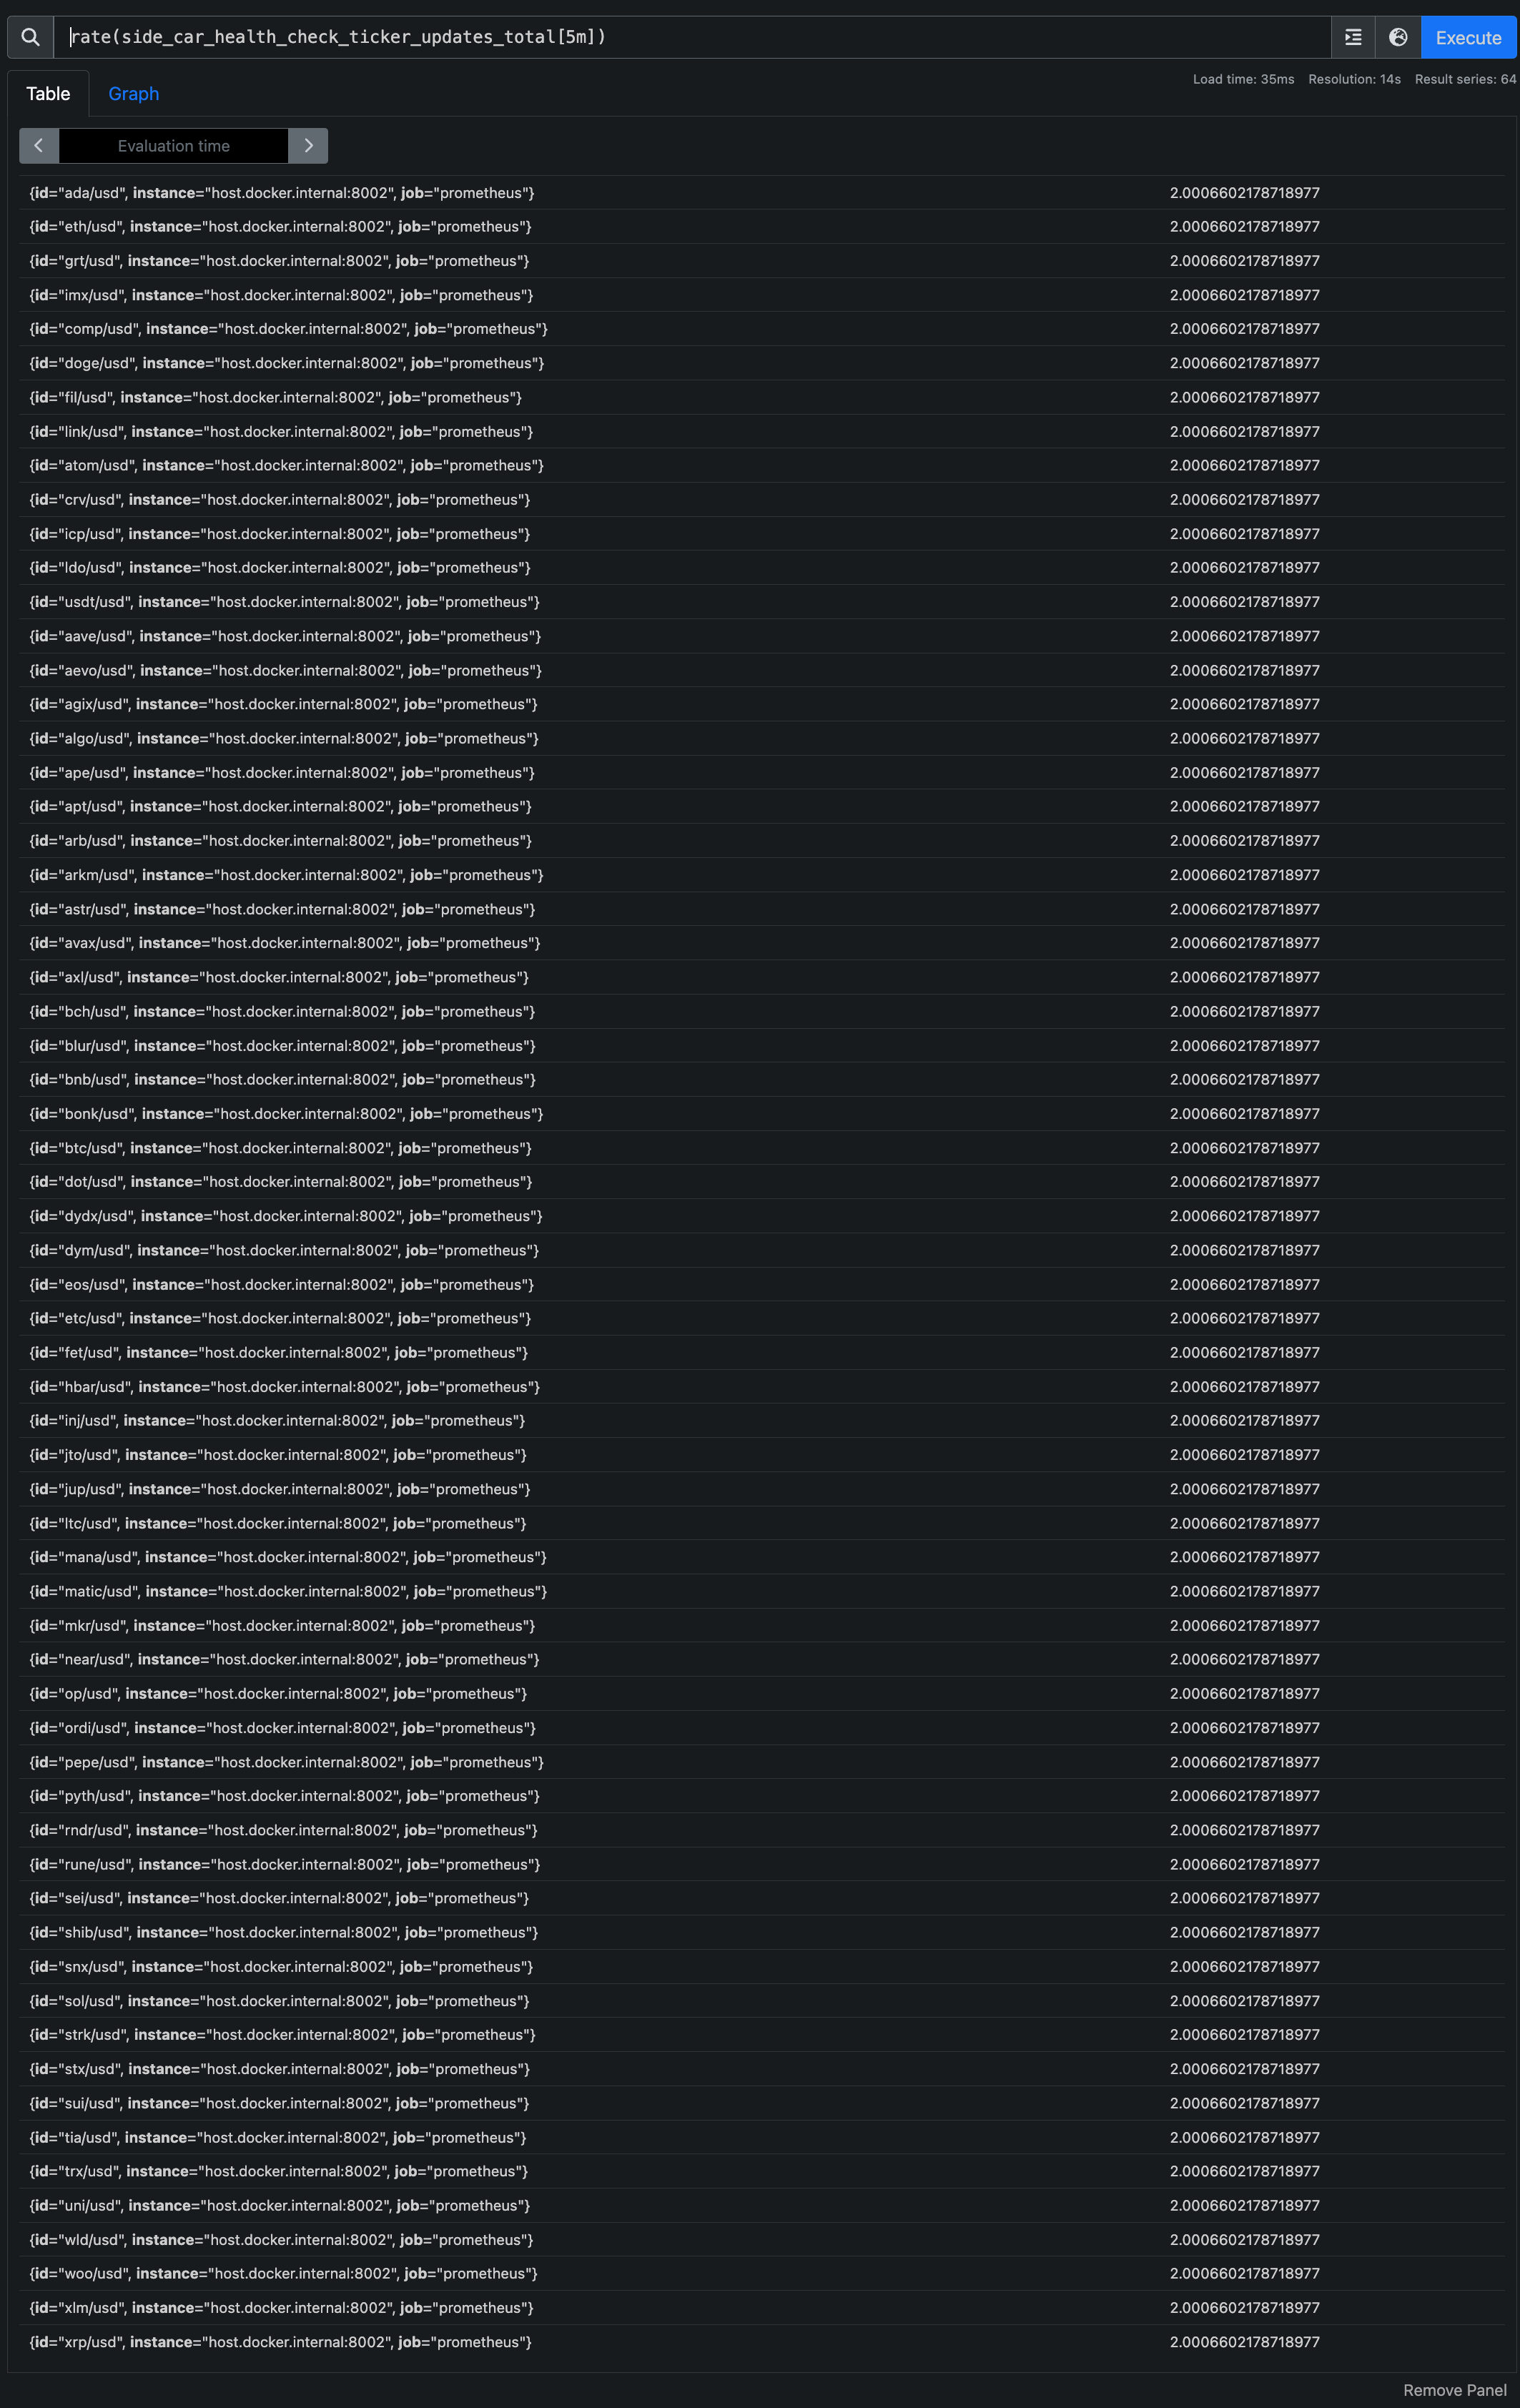 rate(side_car_health_check_ticker_updates_total[5m])
Execute
Load time: 35ms Resolution: 14s Result series: 64
Table Graph
Evaluation time
{id="ada/usd", instance="host.docker.internal:8002", job="prometheus"} 2.0006602178718977
{id="eth/usd", instance="host.docker.internal:8002", job="prometheus"} 2.0006602178718977
{id="grt/usd", instance="host.docker.internal:8002", job="prometheus"} 2.0006602178718977
{id="imx/usd", instance="host.docker.internal:8002", job="prometheus"} 2.0006602178718977
{id="comp/usd", instance="host.docker.internal:8002", job="prometheus"} 2.0006602178718977
{id="doge/usd", instance="host.docker.internal:8002", job="prometheus"} 2.0006602178718977
{id="fil/usd", instance="host.docker.internal:8002", job="prometheus"} 2.0006602178718977
{id="link/usd", instance="host.docker.internal:8002", job="prometheus"} 2.0006602178718977
{id="atom/usd", instance="host.docker.internal:8002", job="prometheus"} 2.0006602178718977
{id="crv/usd", instance="host.docker.internal:8002", job="prometheus"} 2.0006602178718977
{id="icp/usd", instance="host.docker.internal:8002", job="prometheus"} 2.0006602178718977
{id="ldo/usd", instance="host.docker.internal:8002", job="prometheus"} 2.0006602178718977
{id="usdt/usd", instance="host.docker.internal:8002", job="prometheus"} 2.0006602178718977
{id="aave/usd", instance="host.docker.internal:8002", job="prometheus"} 2.0006602178718977
{id="aevo/usd", instance="host.docker.internal:8002", job="prometheus"} 2.0006602178718977
{id="agix/usd", instance="host.docker.internal:8002", job="prometheus"} 2.0006602178718977
{id="algo/usd", instance="host.docker.internal:8002", job="prometheus"} 2.0006602178718977
{id="ape/usd", instance="host.docker.internal:8002", job="prometheus"} 2.0006602178718977
{id="apt/usd", instance="host.docker.internal:8002", job="prometheus"} 2.0006602178718977
{id="arb/usd", instance="host.docker.internal:8002", job="prometheus"} 2.0006602178718977
{id="arkm/usd", instance="host.docker.internal:8002", job="prometheus"} 2.0006602178718977
{id="astr/usd", instance="host.docker.internal:8002", job="prometheus"} 2.0006602178718977
{id="avax/usd", instance="host.docker.internal:8002", job="prometheus"} 2.0006602178718977
{id="axl/usd", instance="host.docker.internal:8002", job="prometheus"} 2.0006602178718977
{id="bch/usd", instance="host.docker.internal:8002", job="prometheus"} 2.0006602178718977
{id="blur/usd", instance="host.docker.internal:8002", job="prometheus"} 2.0006602178718977
{id="bnb/usd", instance="host.docker.internal:8002", job="prometheus"} 2.0006602178718977
{id="bonk/usd", instance="host.docker.internal:8002", job="prometheus"} 2.0006602178718977
{id="btc/usd", instance="host.docker.internal:8002", job="prometheus"} 2.0006602178718977
{id="dot/usd", instance="host.docker.internal:8002", job="prometheus"} 2.0006602178718977
{id="dydx/usd", instance="host.docker.internal:8002", job="prometheus"} 2.0006602178718977
{id="dym/usd", instance="host.docker.internal:8002", job="prometheus"} 2.0006602178718977
{id="eos/usd", instance="host.docker.internal:8002", job="prometheus"} 2.0006602178718977
{id="etc/usd", instance="host.docker.internal:8002", job="prometheus"} 2.0006602178718977
{id="fet/usd", instance="host.docker.internal:8002", job="prometheus"} 2.0006602178718977
{id="hbar/usd", instance="host.docker.internal:8002", job="prometheus"} 2.0006602178718977
{id="inj/usd", instance="host.docker.internal:8002", job="prometheus"} 2.0006602178718977
{id="jto/usd", instance="host.docker.internal:8002", job="prometheus"} 2.0006602178718977
{id="jup/usd", instance="host.docker.internal:8002", job="prometheus"} 2.0006602178718977
{id="ltc/usd", instance="host.docker.internal:8002", job="prometheus"} 2.0006602178718977
{id="mana/usd", instance="host.docker.internal:8002", job="prometheus"} 2.0006602178718977
{id="matic/usd", instance="host.docker.internal:8002", job="prometheus"} 2.0006602178718977
{id="mkr/usd", instance="host.docker.internal:8002", job="prometheus"} 2.0006602178718977
{id="near/usd", instance="host.docker.internal:8002", job="prometheus"} 2.0006602178718977
{id="op/usd", instance="host.docker.internal:8002", job="prometheus"} 2.0006602178718977
{id="ordi/usd", instance="host.docker.internal:8002", job="prometheus"} 2.0006602178718977
{id="pepe/usd", instance="host.docker.internal:8002", job="prometheus"} 2.0006602178718977
{id="pyth/usd", instance="host.docker.internal:8002", job="prometheus"} 2.0006602178718977
{id="rndr/usd", instance="host.docker.internal:8002", job="prometheus"} 2.0006602178718977
{id="rune/usd", instance="host.docker.internal:8002", job="prometheus"} 2.0006602178718977
{id="sei/usd", instance="host.docker.internal:8002", job="prometheus"} 2.0006602178718977
{id="shib/usd", instance="host.docker.internal:8002", job="prometheus"} 2.0006602178718977
{id="snx/usd", instance="host.docker.internal:8002", job="prometheus"} 2.0006602178718977
{id="sol/usd", instance="host.docker.internal:8002", job="prometheus"} 2.0006602178718977
{id="strk/usd", instance="host.docker.internal:8002", job="prometheus"} 2.0006602178718977
{id="stx/usd", instance="host.docker.internal:8002", job="prometheus"} 2.0006602178718977
{id="sui/usd", instance="host.docker.internal:8002", job="prometheus"} 2.0006602178718977
{id="tia/usd", instance="host.docker.internal:8002", job="prometheus"} 2.0006602178718977
{id="trx/usd", instance="host.docker.internal:8002", job="prometheus"} 2.0006602178718977
{id="uni/usd", instance="host.docker.internal:8002", job="prometheus"} 2.0006602178718977
{id="wld/usd", instance="host.docker.internal:8002", job="prometheus"} 2.0006602178718977
{id="woo/usd", instance="host.docker.internal:8002", job="prometheus"} 2.0006602178718977
{id="xlm/usd", instance="host.docker.internal:8002", job="prometheus"} 2.0006602178718977
{id="xrp/usd", instance="host.docker.internal:8002", job="prometheus"} 2.0006602178718977
Remove Panel